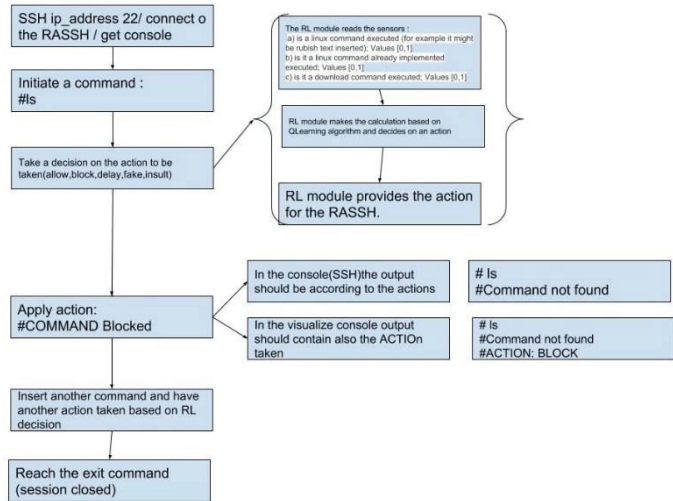 SSH ip_address 22/ connect o
the RASSH / get console
Initiate a command :
#ls
Take a decision on the action to be
taken(allow,block,delay,fake,insult)
The RL module reads the sensors :
a) is a linux command executed (for example it might
be rubish text inserted); Values [0,1]
b) is it a linux command already implemented
executed; Values [0,1]
c) is it a download command executed; Values [0,1]
RL module makes the calculation based on
QLearning algorithm and decides on an action
RL module provides the action
for the RASSH.
Apply action:
#COMMAND Blocked
In the console(SSH)the output
should be according to the actions
# ls
#Command not found
In the visualize console output
should contain also the ACTIOn
taken
# ls
#Command not found
#ACTION: BLOCK
Insert another command and have
another action taken based on RL
decision
Reach the exit command
(session closed)